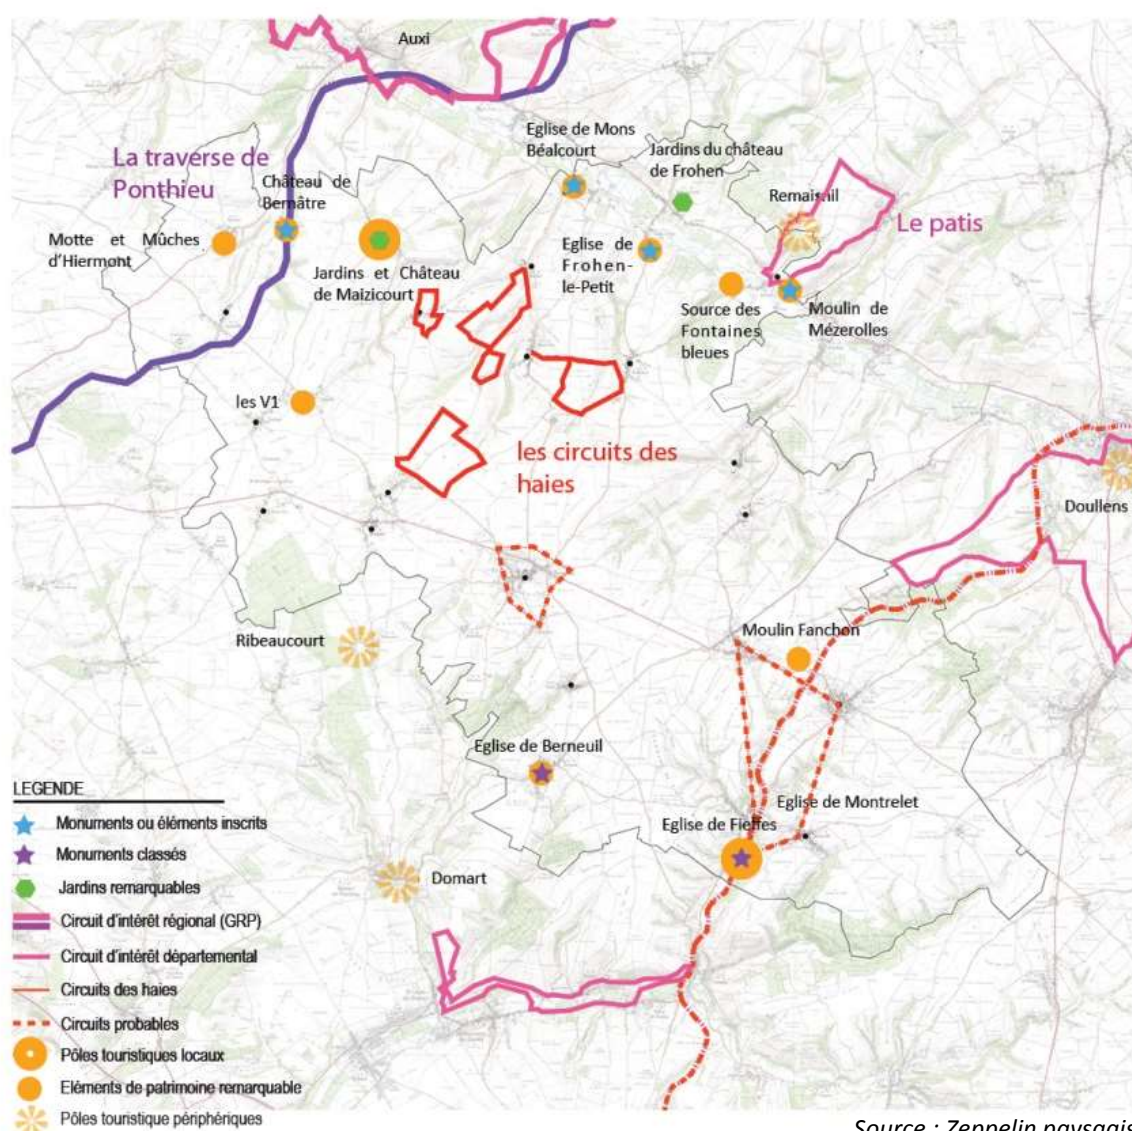 Auxi
Eglise de Mons
Béalcourt
Jardins du château
de Frohen
La traverse de
Ponthieu
Château de
Bernâtre
Remaisnil
Le patis
Motte et Mûches
d'Hiermont
Eglise de
Frohen-
le-Petit
Jardins et Château
de Maizicourt
Source des
Fontaines
bleues
Moulin de
Mézerolles
les V1
les circuits des
haies
Doullens
Ribeaucourt
Moulin Fanchon
Eglise de Berneuil
Eglise de Montrelet
Eglise de Fieffes
Domart
LEGENDE
Monuments ou éléments inscrits
Monuments classés
Jardins remarquables
Circuit d'intérêt régional (GRP)
Circuit d'intérêt départemental
Circuits des haies
Circuits probables
Pôles touristiques locaux
Eléments de patrimoine remarquable
Pôles touristique périphériques
Source : Zeppelin